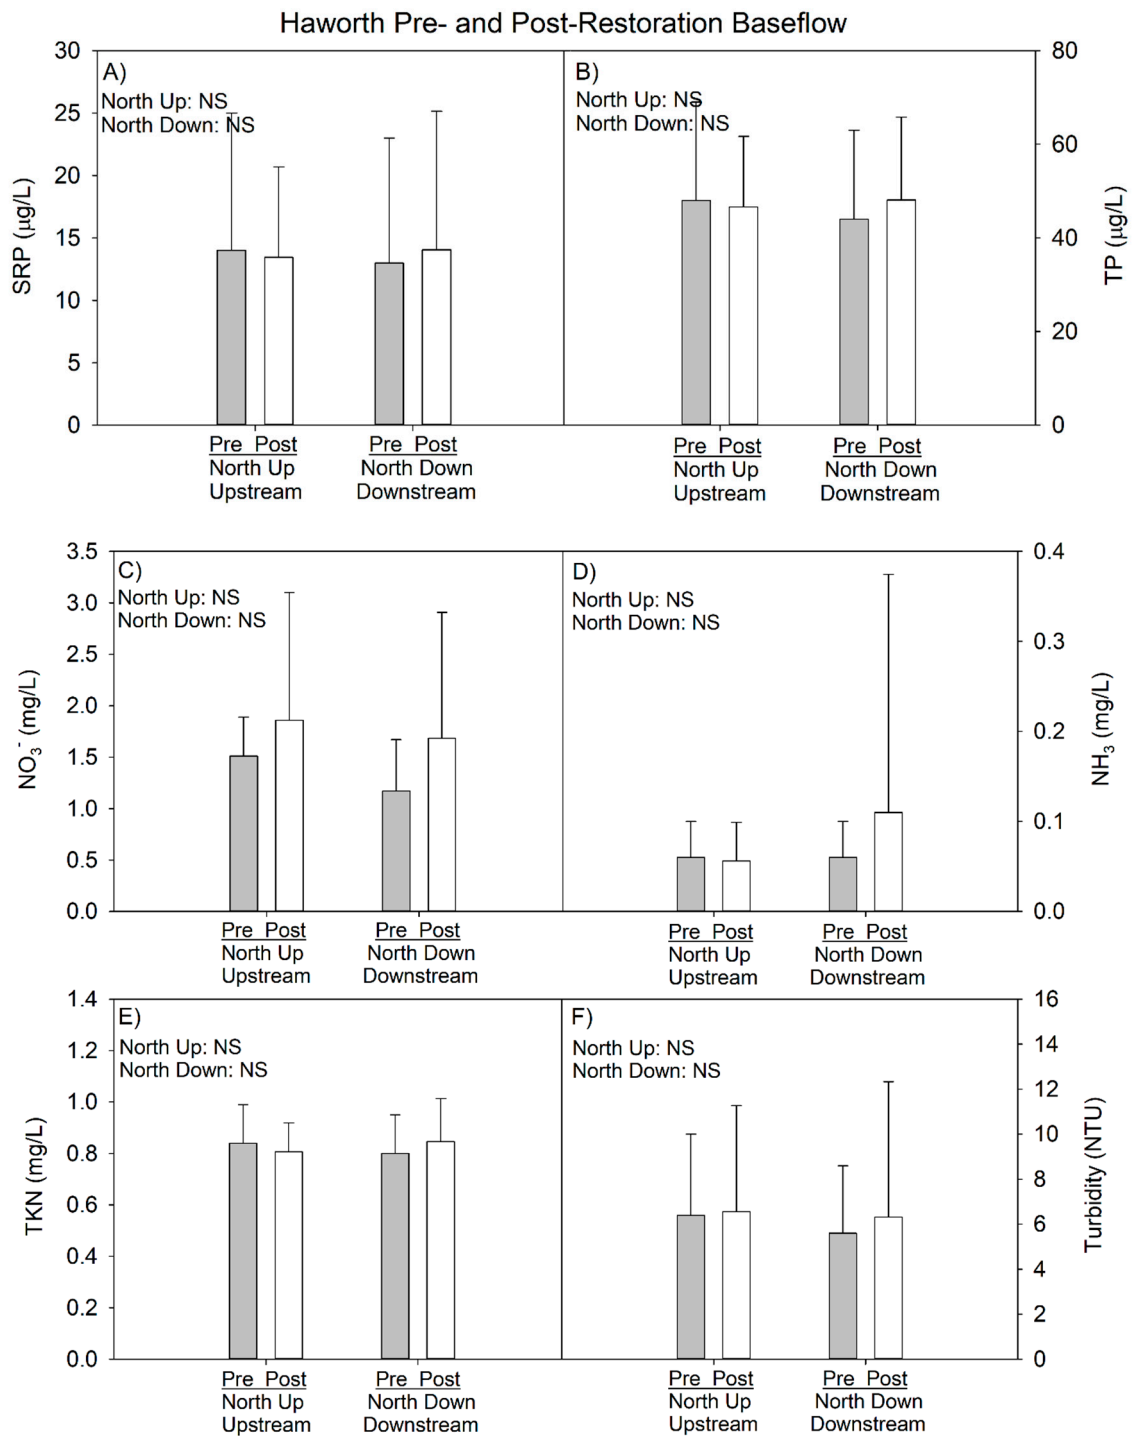 Haworth Pre- and Post-Restoration Baseflow
A)
North Up: NS
North Down: NS
SRP (µg/L)
30
25
20
15
10
5
0
Pre Post
North Up
Upstream
Pre Post
North Down
Downstream
B)
North Up: NS
North Down: NS
TP (µg/L)
80
60
40
20
0
Pre Post
North Up
Upstream
Pre Post
North Down
Downstream
C)
North Up: NS
North Down: NS
NO₃⁻ (mg/L)
3.5
3.0
2.5
2.0
1.5
1.0
0.5
0.0
Pre Post
North Up
Upstream
Pre Post
North Down
Downstream
D)
North Up: NS
North Down: NS
NH₃ (mg/L)
0.4
0.3
0.2
0.1
0.0
Pre Post
North Up
Upstream
Pre Post
North Down
Downstream
E)
North Up: NS
North Down: NS
TKN (mg/L)
1.4
1.2
1.0
0.8
0.6
0.4
0.2
0.0
Pre Post
North Up
Upstream
Pre Post
North Down
Downstream
F)
North Up: NS
North Down: NS
Turbidity (NTU)
16
14
12
10
8
6
4
2
0
Pre Post
North Up
Upstream
Pre Post
North Down
Downstream